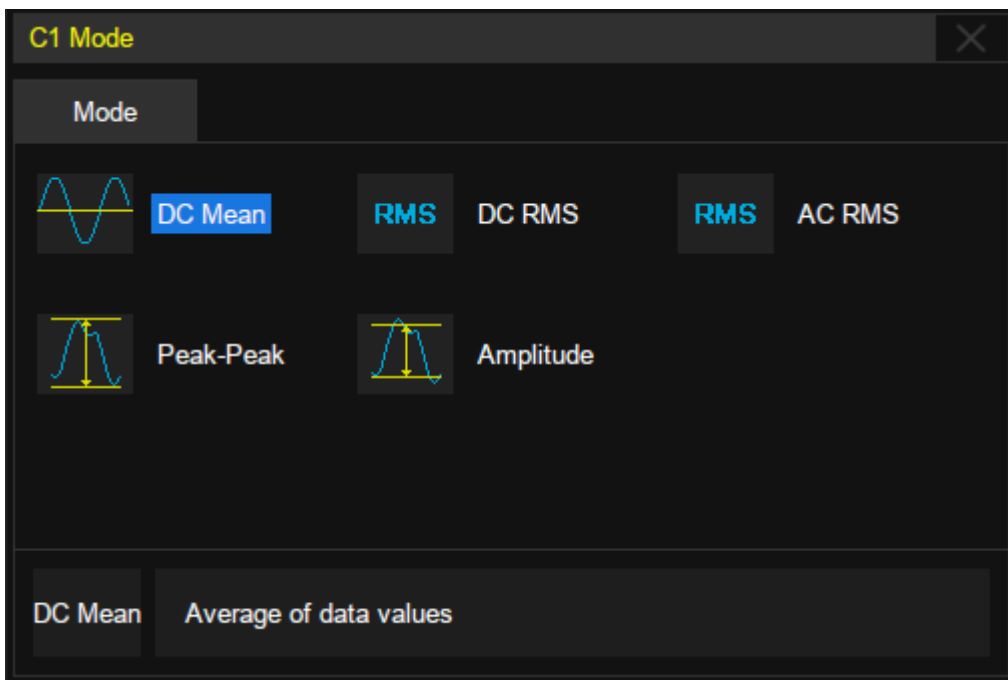 C1 Mode
Mode
DC Mean
RMS
DC RMS
RMS
AC RMS
Peak-Peak
Amplitude
DC Mean
Average of data values